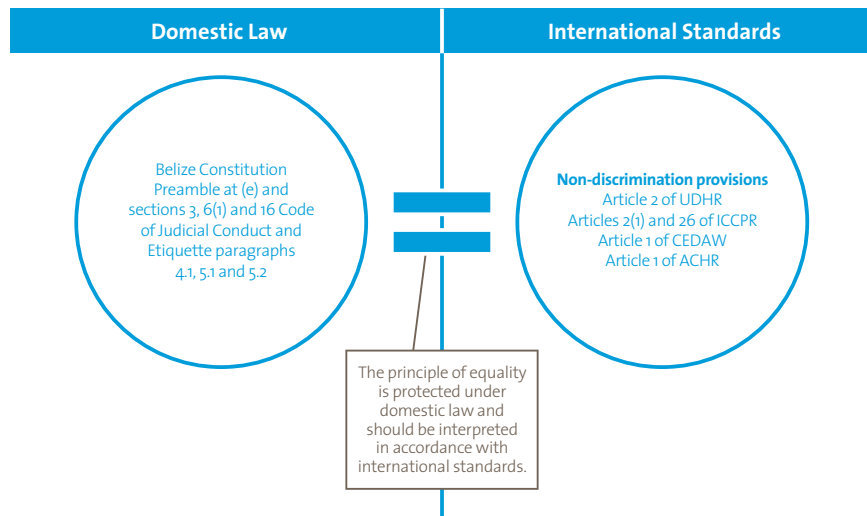 Domestic Law
International Standards
Belize Constitution
Preamble at (e) and
sections 3, 6(1) and 16 Code
of Judicial Conduct and
Etiquette paragraphs
4.1, 5.1 and 5.2
Non-discrimination provisions
Article 2 of UDHR
Articles 2(1) and 26 of ICCPR
Article 1 of CEDAW
Article 1 of ACHR
The principle of equality
is protected under
domestic law and
should be interpreted
in accordance with
international standards.